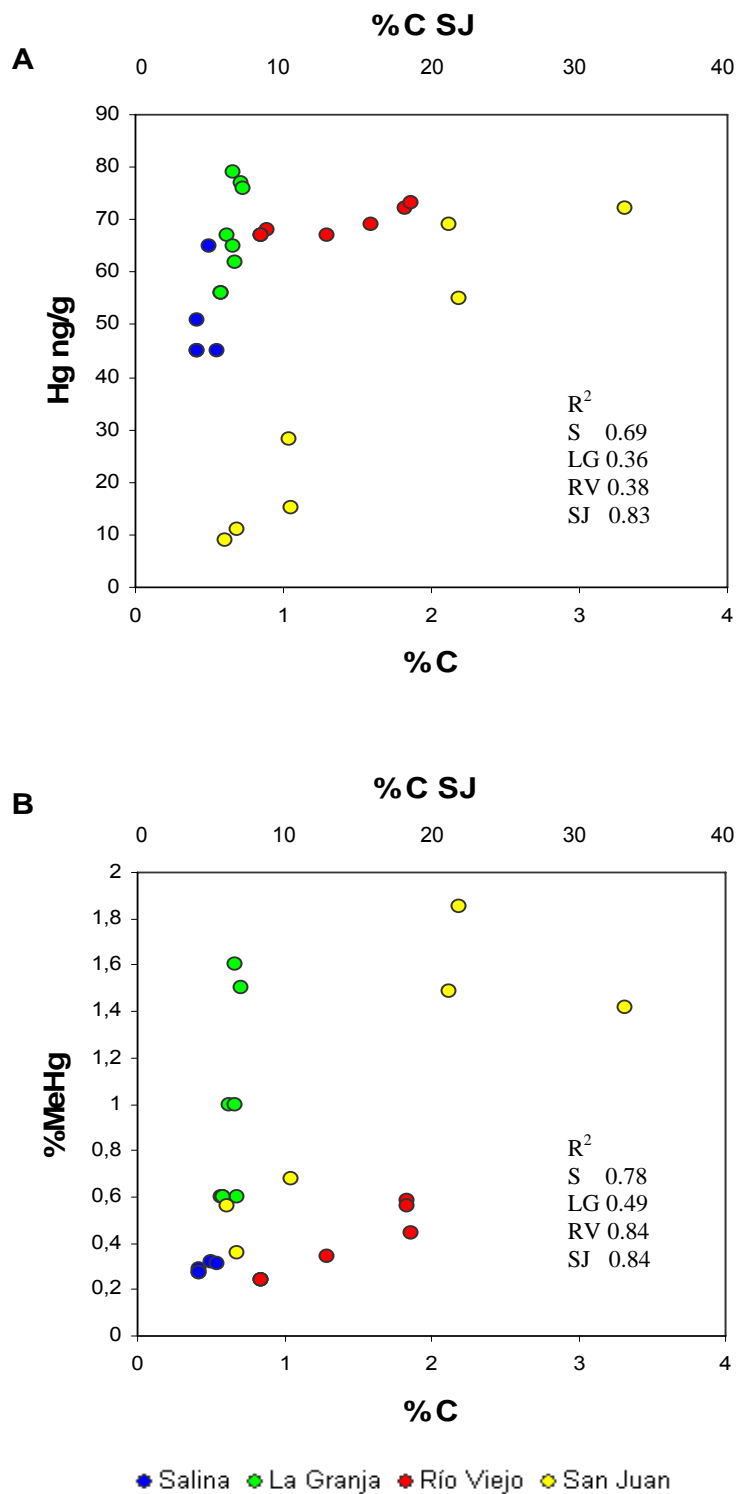 %C SJ
A
0 10 20 30 40
90
80
70
60
50
40
30
20
10
0
Hg ng/g
R2
S 0.69
LG 0.36
RV 0.38
SJ 0.83
0 1 2 3 4
%C
%C SJ
B
0 10 20 30 40
2
1,8
1,6
1,4
1,2
1
0,8
0,6
0,4
0,2
0
%MeHg
R2
S 0.78
LG 0.49
RV 0.84
SJ 0.84
0 1 2 3 4
%C
Salina La Granja Río Viejo San Juan